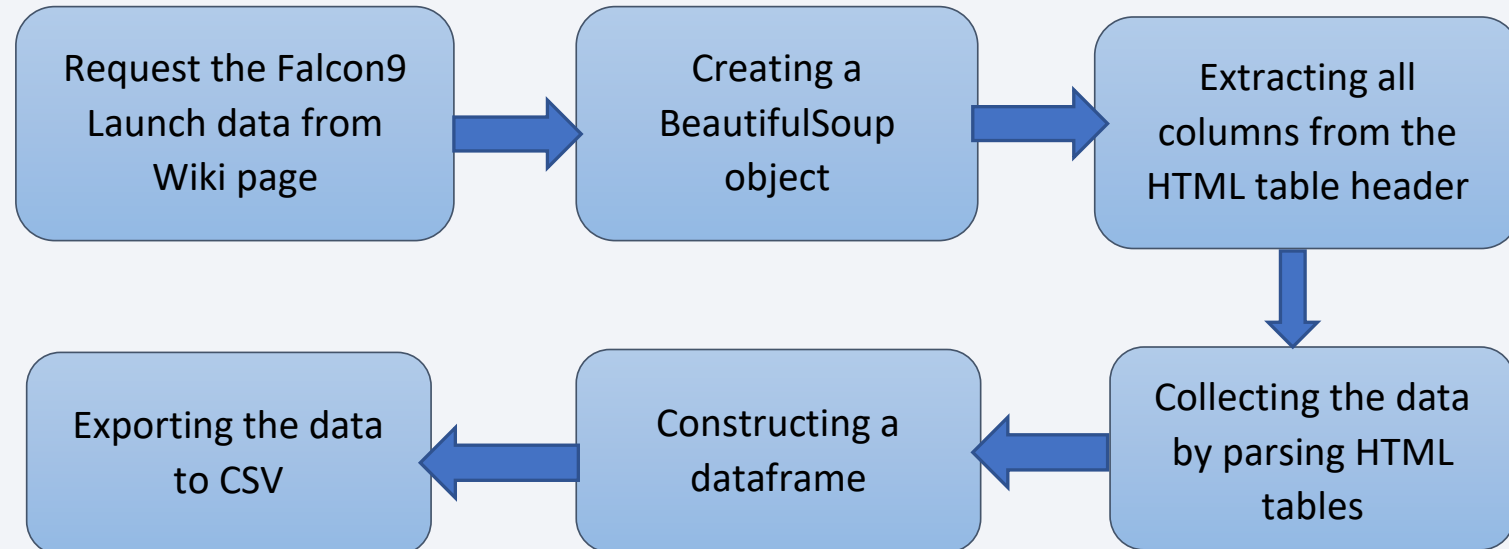 Request the Falcon9
Launch data from
Wiki page
Creating a
BeautifulSoup
object
Extracting all
columns from the
HTML table header
Collecting the data
by parsing HTML
tables
Constructing a
dataframe
Exporting the data
to CSV